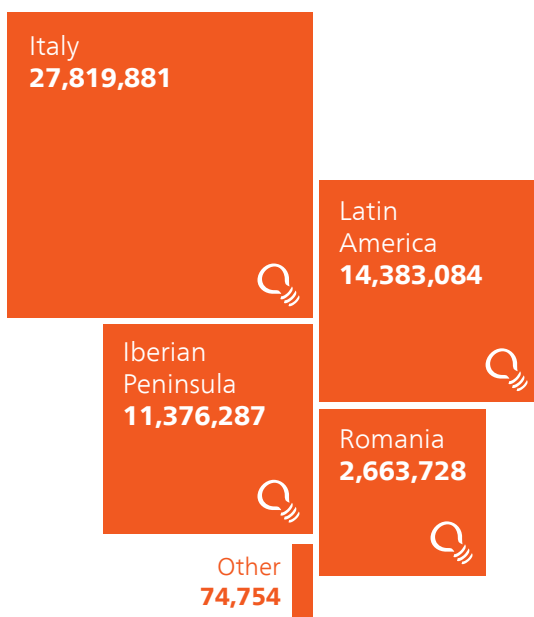 Italy
27,819,881
Latin
America
14,383,084
Iberian
Peninsula
11,376,287
Romania
2,663,728
Other
74,754